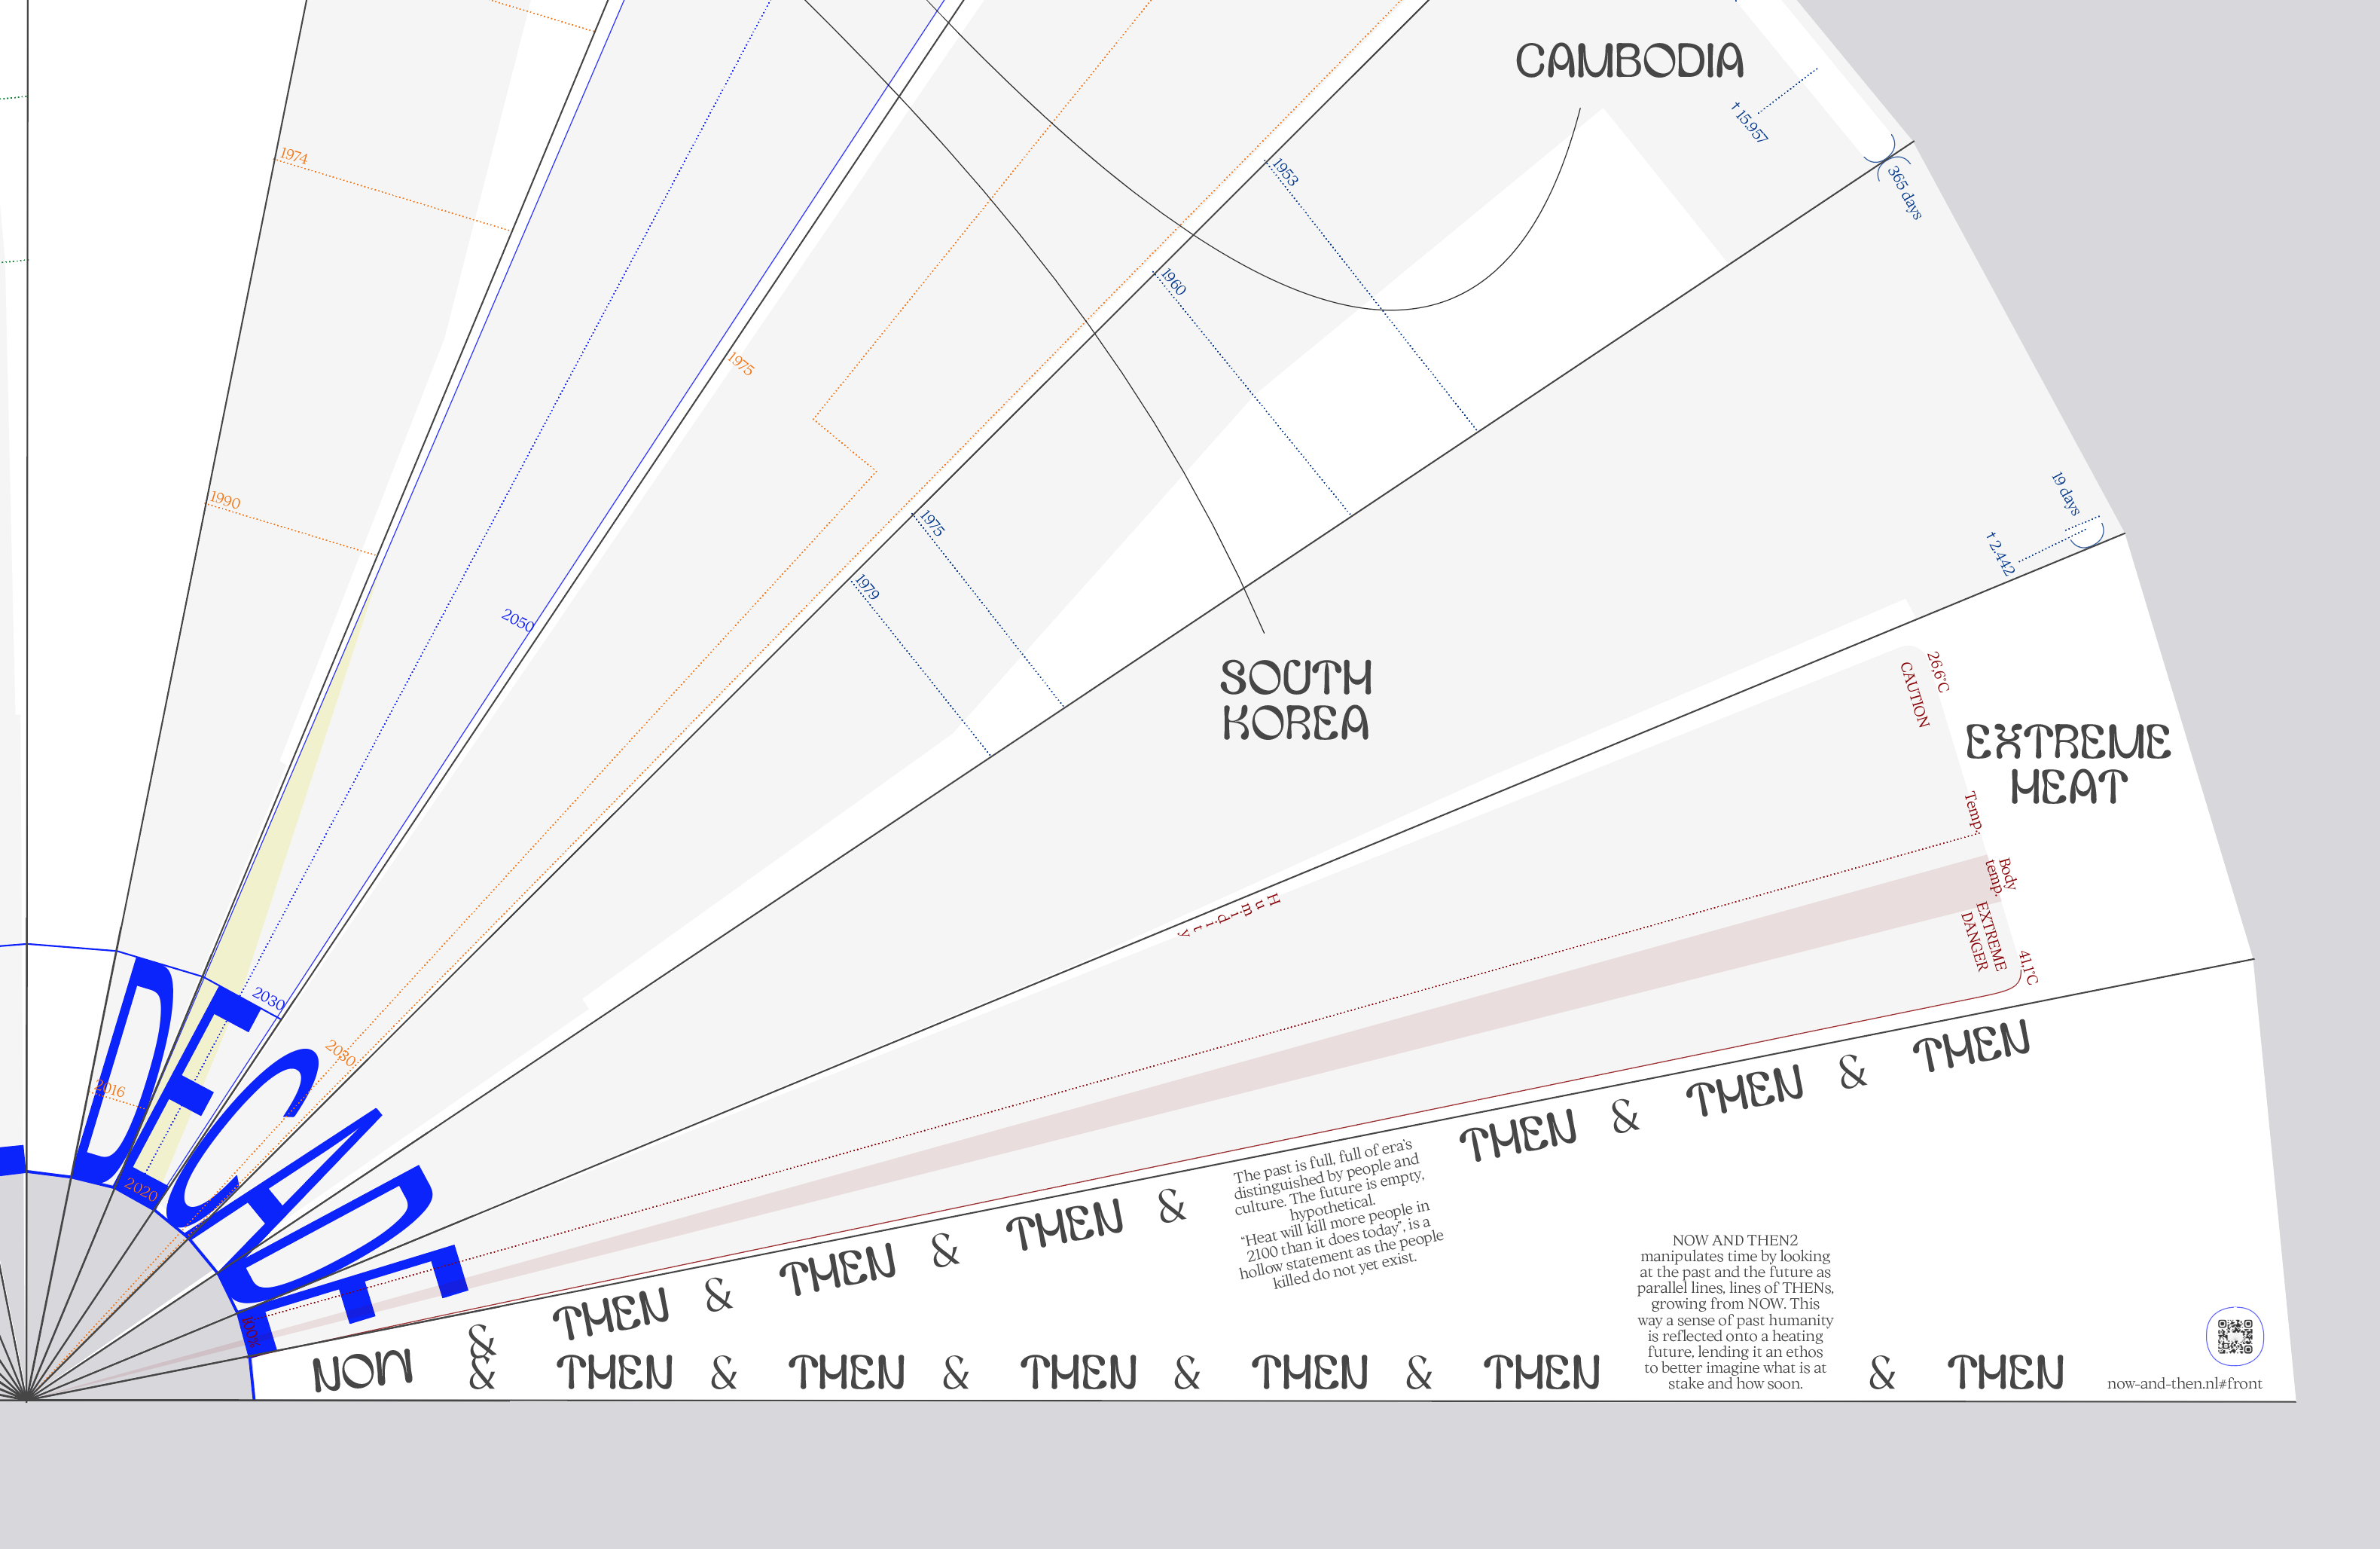 CAMBODIA
†15.957
365 days
1974
1953
1960
1975
1990
1975
1979
19 days
†2.442
2050
SOUTH
KOREA
26,6°C
CAUTION
EXTREME
HEAT
Temp.
Body
temp.
EXTREME
DANGER
41,1°C
Humidity
2030
2030
2016
2020
100%
NOW
& THEN & THEN & THEN & THEN & THEN & THEN
The past is full, full of era's
distinguished by people and
culture. The future is empty,
hypothetical.
"Heat will kill more people in
2100 than it does today", is a
hollow statement as the people
killed do not yet exist.
& THEN & THEN & THEN & THEN & THEN & THEN
NOW AND THEN2
manipulates time by looking
at the past and the future as
parallel lines, lines of THENs,
growing from NOW. This
way a sense of past humanity
is reflected onto a heating
future, lending it an ethos
to better imagine what is at
stake and how soon.
now-and-then.nl#front